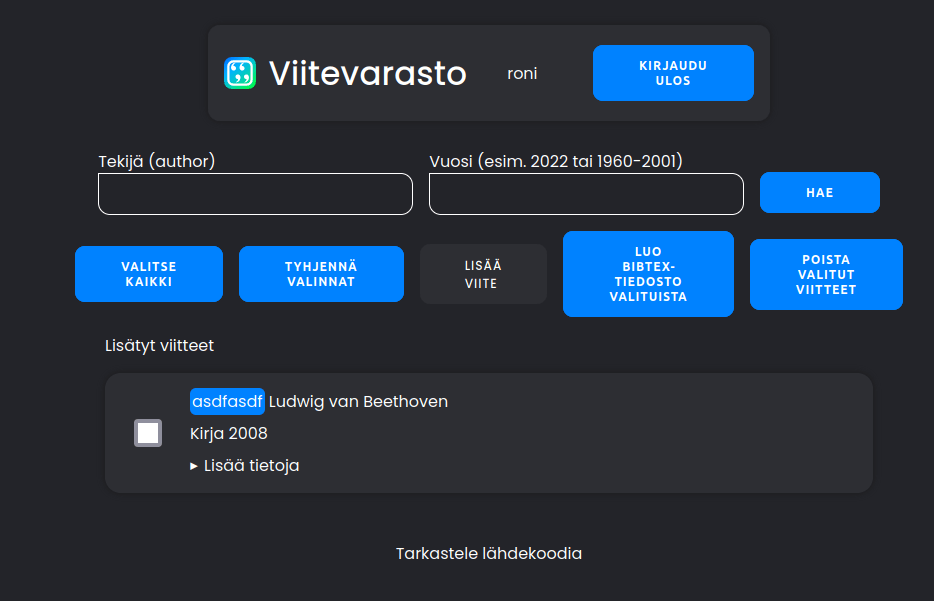 Viitevarasto
roni
KIRJAUDU
ULOS
Tekijä (author)
Vuosi (esim. 2022 tai 1960-2001)
HAE
VALITSE
KAIKKI
TYHJENNÄ
VALINNAT
LISÄÄ
VIITE
LUO
BIBTEX-
TIEDOSTO
VALITUISTA
POISTA
VALITUT
VIITTEET
Lisätyt viitteet
asdfasdf Ludwig van Beethoven
Kirja 2008
▸ Lisää tietoja
Tarkastele lähdekoodia